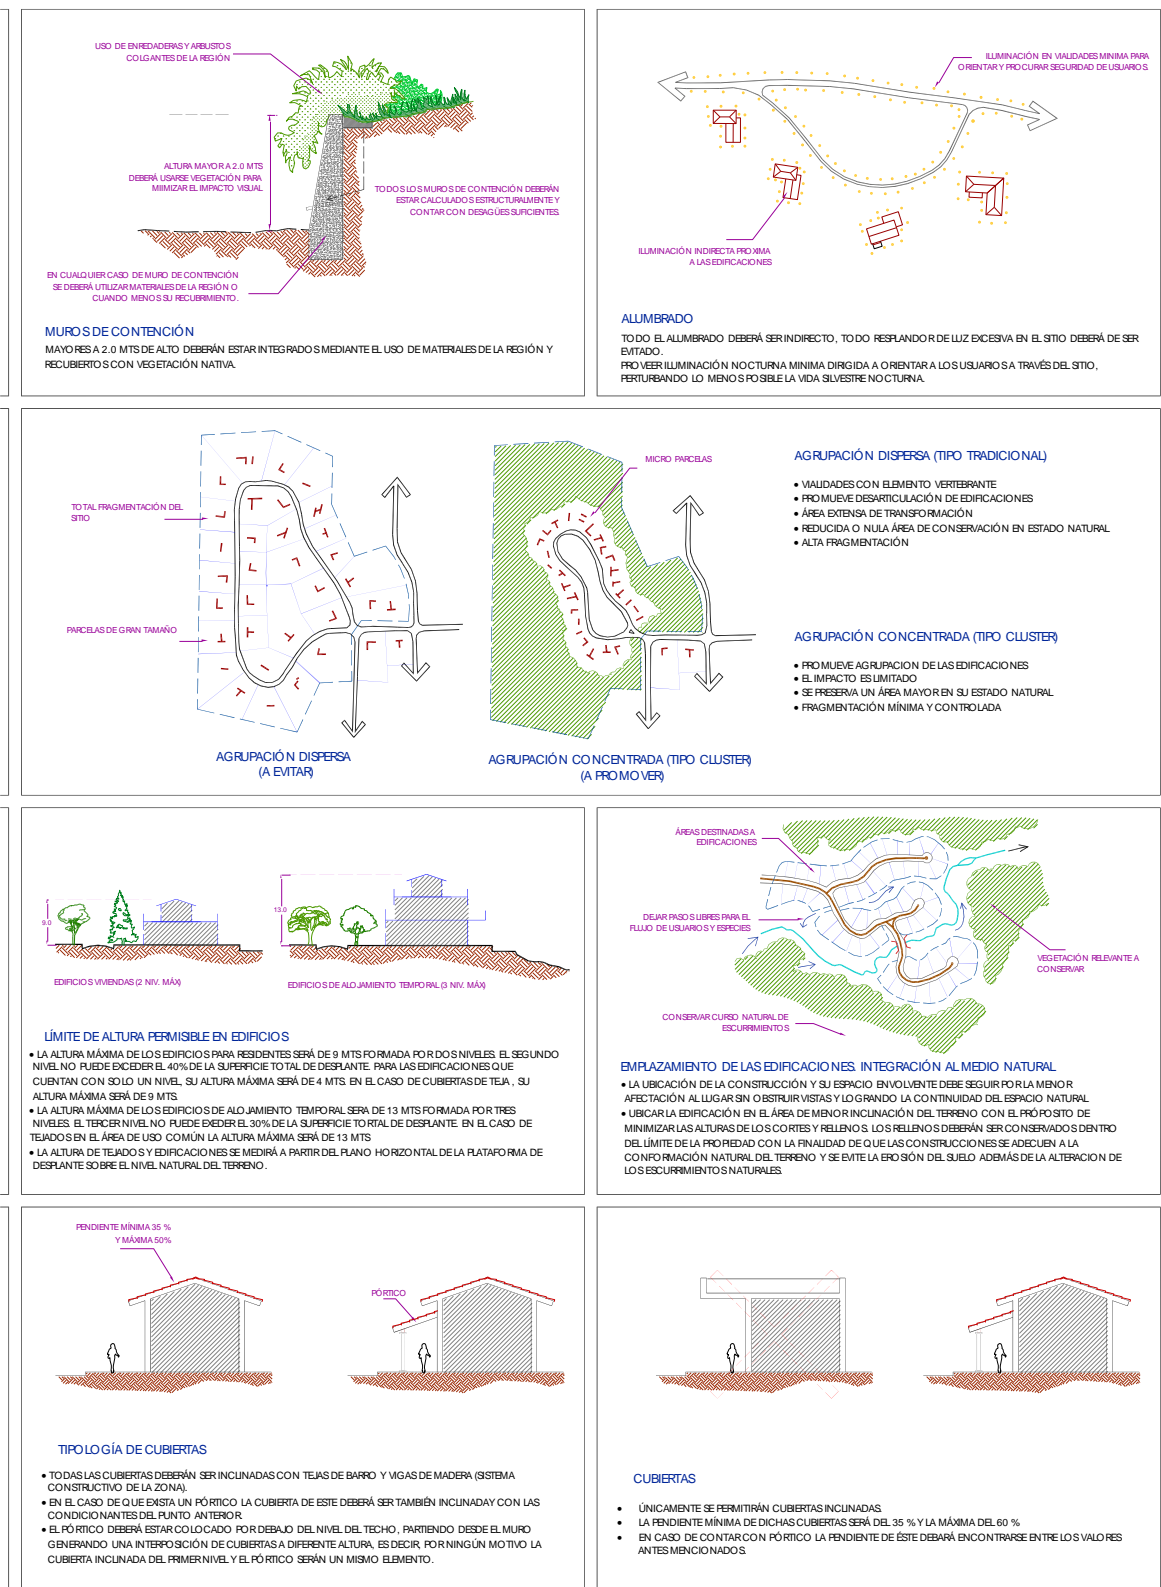 USO DE ENREDADERAS Y ARBUSTOS
COLGANTES DE LA REGIÓN
ALTURA MAYOR A 2.0 MTS
DEBERÁ USARSE VEGETACIÓN PARA
MIIMIZAR EL IMPACTO VISUAL
TODOS LOS MUROS DE CONTENCIÓN DEBERÁN
ESTAR CALCULADOS ESTRUCTURALMENTE Y
CONTAR CON DESAGÜES SUFICIENTES.
EN CUALQUIER CASO DE MURO DE CONTENCIÓN
SE DEBERÁ UTILIZAR MATERIALES DE LA REGIÓN O
CUANDO MENOS SU RECUBRIMIENTO.
MUROS DE CONTENCIÓN
MAYORES A 2.0 MTS DE ALTO DEBERÁN ESTAR INTEGRADOS MEDIANTE EL USO DE MATERIALES DE LA REGIÓN Y
RECUBIERTOS CON VEGETACIÓN NATIVA.
ILUMINACIÓN EN VIALIDADES MINIMA PARA
ORIENTAR Y PROCURAR SEGURIDAD DE USUARIOS.
ILUMINACIÓN INDIRECTA PROXIMA
A LAS EDIFICACIONES
ALUMBRADO
TODO EL ALUMBRADO DEBERÁ SER INDIRECTO, TODO RESPLANDOR DE LUZ EXCESIVA EN EL SITIO DEBERÁ DE SER
EVITADO.
PROVEER ILUMINACIÓN NOCTURNA MINIMA DIRIGIDA A ORIENTAR A LOS USUARIOS A TRAVÉS DEL SITIO,
PERTURBANDO LO MENOS POSIBLE LA VIDA SILVESTRE NOCTURNA.
TOTAL FRAGMENTACIÓN DEL
SITIO
PARCELAS DE GRAN TAMAÑO
AGRUPACIÓN DISPERSA
(A EVITAR)
MICRO PARCELAS
AGRUPACIÓN CONCENTRADA (TIPO CLUSTER)
(A PROMOVER)
AGRUPACIÓN DISPERSA (TIPO TRADICIONAL)
• VIALIDADES CON ELEMENTO VERTEBRANTE
• PROMUEVE DESARTICULACIÓN DE EDIFICACIONES
• ÁREA EXTENSA DE TRANSFORMACIÓN
• REDUCIDA O NULA ÁREA DE CONSERVACIÓN EN ESTADO NATURAL
• ALTA FRAGMENTACIÓN
AGRUPACIÓN CONCENTRADA (TIPO CLUSTER)
• PROMUEVE AGRUPACION DE LAS EDIFICACIONES
• EL IMPACTO ES LIMITADO
• SE PRESERVA UN ÁREA MAYOR EN SU ESTADO NATURAL
• FRAGMENTACIÓN MÍNIMA Y CONTROLADA
9.0
EDIFICIOS VIVIENDAS (2 NIV. MÁX)
13.0
EDIFICIOS DE ALOJAMIENTO TEMPORAL (3 NIV. MÁX)
LÍMITE DE ALTURA PERMISIBLE EN EDIFICIOS
• LA ALTURA MÁXIMA DE LOS EDIFICIOS PARA RESIDENTES SERÁ DE 9 MTS FORMADA POR DOS NIVELES. EL SEGUNDO
NIVEL NO PUEDE EXCEDER EL 40% DE LA SUPERFICIE TOTAL DE DESPLANTE. PARA LAS EDIFICACIONES QUE
CUENTAN CON SOLO UN NIVEL, SU ALTURA MÁXIMA SERÁ DE 4 MTS. EN EL CASO DE CUBIERTAS DE TEJA , SU
ALTURA MÁXIMA SERÁ DE 9 MTS.
• LA ALTURA MÁXIMA DE LOS EDIFICIOS DE ALOJAMIENTO TEMPORAL SERA DE 13 MTS FORMADA POR TRES
NIVELES. EL TERCER NIVEL NO PUEDE EXEDER EL 30% DE LA SUPERFICIE TORTAL DE DESPLANTE. EN EL CASO DE
TEJADOS EN EL ÁREA DE USO COMÚN LA ALTURA MÁXIMA SERÁ DE 13 MTS
• LA ALTURA DE TEJADOS Y EDIFICACIONES SE MEDIRÁ A PARTIR DEL PLANO HORIZONTAL DE LA PLATAFORMA DE
DESPLANTE SOBRE EL NIVEL NATURAL DEL TERRENO.
ÁREAS DESTINADAS A
EDIFICACIONES
DEJAR PASOS LIBRES PARA EL
FLUJO DE USUARIOS Y ESPECIES
VEGETACIÓN RELEVANTE A
CONSERVAR
CONSERVAR CURSO NATURAL DE
ESCURRIMIENTOS
EMPLAZAMIENTO DE LAS EDIFICACIONES. INTEGRACIÓN AL MEDIO NATURAL
• LA UBICACIÓN DE LA CONSTRUCCIÓN Y SU ESPACIO ENVOLVENTE DEBE SEGUIR POR LA MENOR
AFECTACIÓN AL LUGAR SIN OBSTRUIR VISTAS Y LOGRANDO LA CONTINUIDAD DEL ESPACIO NATURAL
• UBICAR LA EDIFICACIÓN EN EL ÁREA DE MENOR INCLINACIÓN DEL TERRENO CON EL PRÓPOSITO DE
MINIMIZAR LAS ALTURAS DE LOS CORTES Y RELLENOS. LOS RELLENOS DEBERÁN SER CONSERVADOS DENTRO
DEL LÍMITE DE LA PROPIEDAD CON LA FINALIDAD DE QUE LAS CONSTRUCCIONES SE ADECUEN A LA
CONFORMACIÓN NATURAL DEL TERRENO Y SE EVITE LA EROSIÓN DEL SUELO ADEMÁS DE LA ALTERACION DE
LOS ESCURRIMIENTOS NATURALES.
PENDIENTE MÍNIMA 35 %
Y MÁXIMA 50%
PÓRTICO
TIPOLOGÍA DE CUBIERTAS
• TODAS LAS CUBIERTAS DEBERÁN SER INCLINADAS CON TEJAS DE BARRO Y VIGAS DE MADERA (SISTEMA
CONSTRUCTIVO DE LA ZONA).
• EN EL CASO DE QUE EXISTA UN PÓRTICO LA CUBIERTA DE ESTE DEBERÁ SER TAMBIÉN INCLINADA Y CON LAS
CONDICIONANTES DEL PUNTO ANTERIOR.
• EL PÓRTICO DEBERÁ ESTAR COLOCADO POR DEBAJO DEL NIVEL DEL TECHO, PARTIENDO DESDE EL MURO
GENERANDO UNA INTERPOSICIÓN DE CUBIERTAS A DIFERENTE ALTURA, ES DECIR, POR NINGÚN MOTIVO LA
CUBIERTA INCLINADA DEL PRIMER NIVEL Y EL PÓRTICO SERÁN UN MISMO ELEMENTO.
CUBIERTAS
• ÚNICAMENTE SE PERMITIRÁN CUBIERTAS INCLINADAS.
• LA PENDIENTE MÍNIMA DE DICHAS CUBIERTAS SERÁ DEL 35 % Y LA MÁXIMA DEL 60 %
• EN CASO DE CONTAR CON PÓRTICO LA PENDIENTE DE ÉSTE DEBARÁ ENCONTRARSE ENTRE LOS VALORES
ANTES MENCIONADOS.